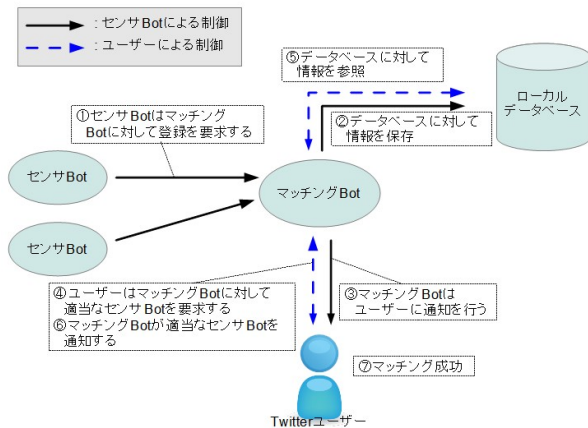 ：センサBotによる制御
：ユーザーによる制御
⑤データベースに対して
情報を参照
ローカル
データベース
①センサBotはマッチング
Botに対して登録を要求する
②データベースに対して
情報を保存
センサBot
マッチングBot
センサBot
④ユーザーはマッチングBotに対して
適当なセンサBotを要求する
⑥マッチングBotが適当なセンサBotを
通知する
③マッチングBotは
ユーザーに通知を行う
⑦マッチング成功
Twitterユーザー